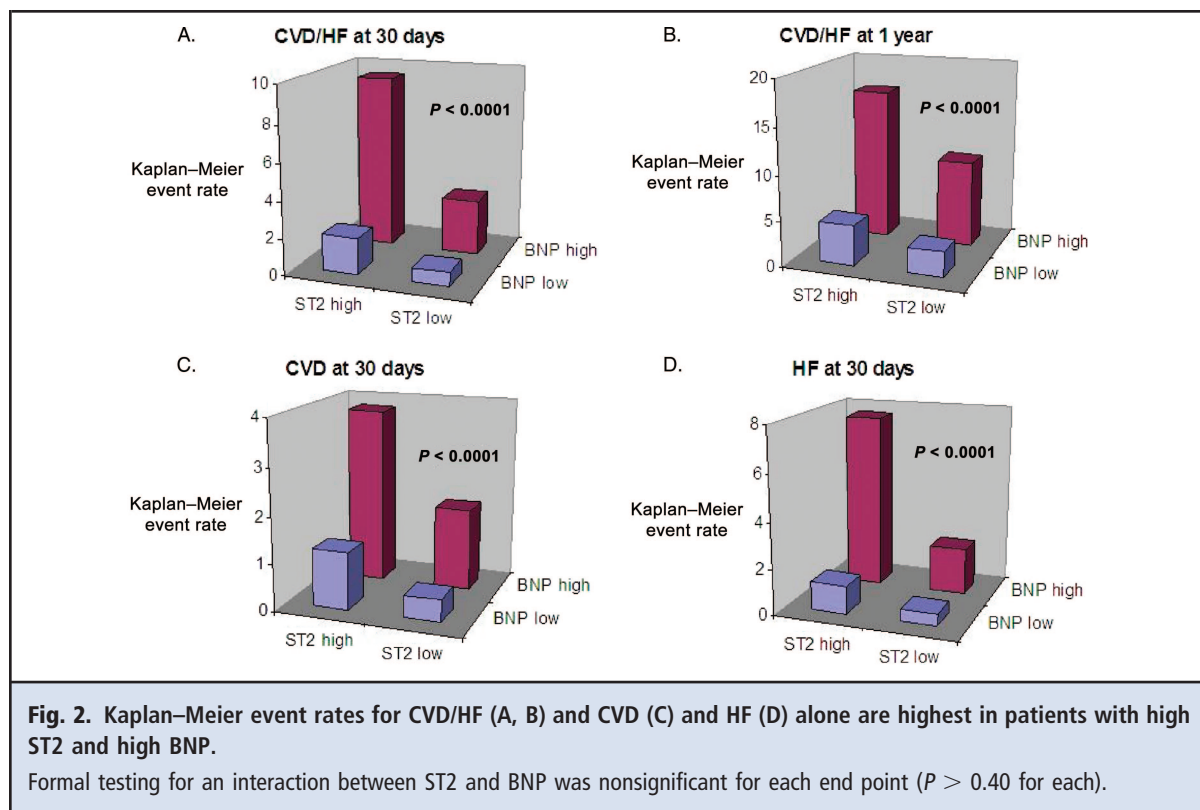 A.
CVD/HF at 30 days
10
8
6
4
2
0
Kaplan–Meier
event rate
P < 0.0001
BNP high
BNP low
ST2 high
ST2 low
B.
CVD/HF at 1 year
20
15
10
5
0
Kaplan–Meier
event rate
P < 0.0001
BNP high
BNP low
ST2 high
ST2 low
C.
CVD at 30 days
4
3
2
1
0
Kaplan–Meier
event rate
P < 0.0001
BNP high
BNP low
ST2 high
ST2 low
D.
HF at 30 days
8
6
4
2
0
Kaplan–Meier
event rate
P < 0.0001
BNP high
BNP low
ST2 high
ST2 low
Fig. 2. Kaplan–Meier event rates for CVD/HF (A, B) and CVD (C) and HF (D) alone are highest in patients with high
ST2 and high BNP.
Formal testing for an interaction between ST2 and BNP was nonsignificant for each end point (P > 0.40 for each).